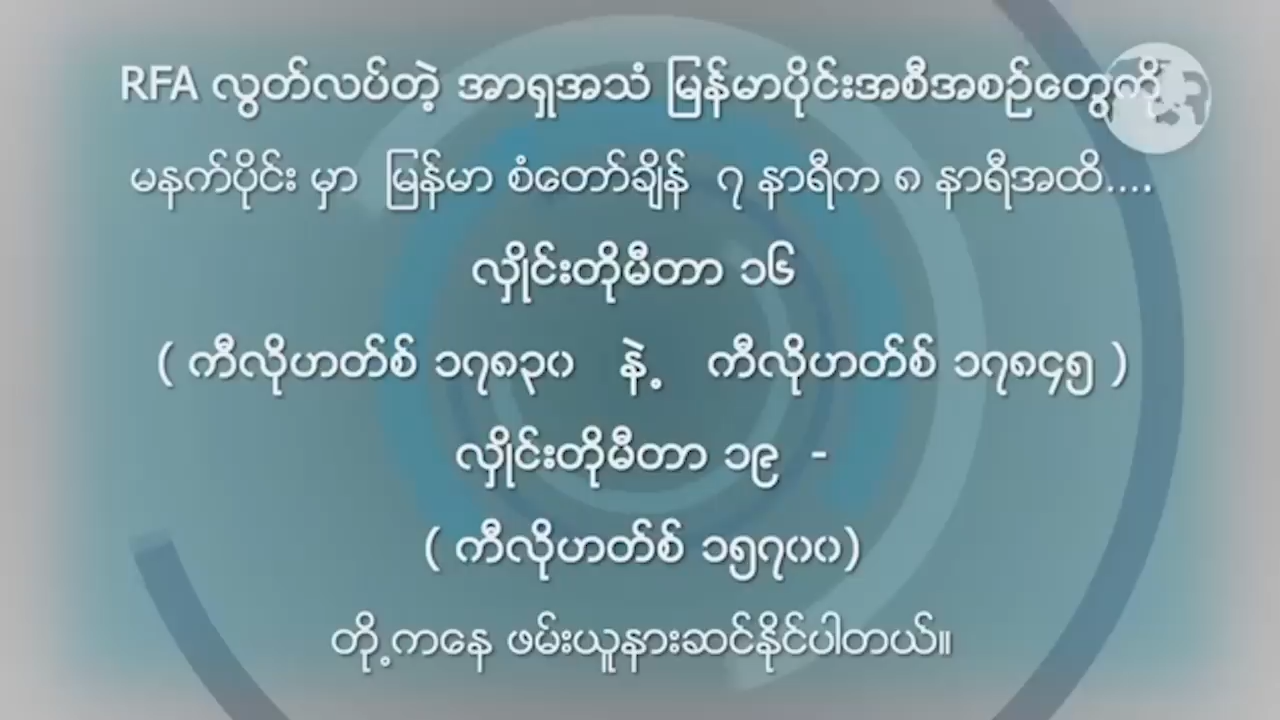 RFA လွတ်လပ်တဲ့ အာရှအသံ မြန်မာပိုင်းအစီအစဉ်တွေကို
မနက်ပိုင်း မှာ မြန်မာ စံတော်ချိန် ၇ နာရီက ၈ နာရီအထိ....
လှိုင်းတိုမီတာ ၁၆
( ကီလိုဟတ်စ် ၁၇၈၃၀ နဲ့ ကီလိုဟတ်စ် ၁၇၈၄၅ )
လှိုင်းတိုမီတာ ၁၉ -
( ကီလိုဟတ်စ် ၁၅၇၀၀)
တို့ကနေ ဖမ်းယူနားဆင်နိုင်ပါတယ်။